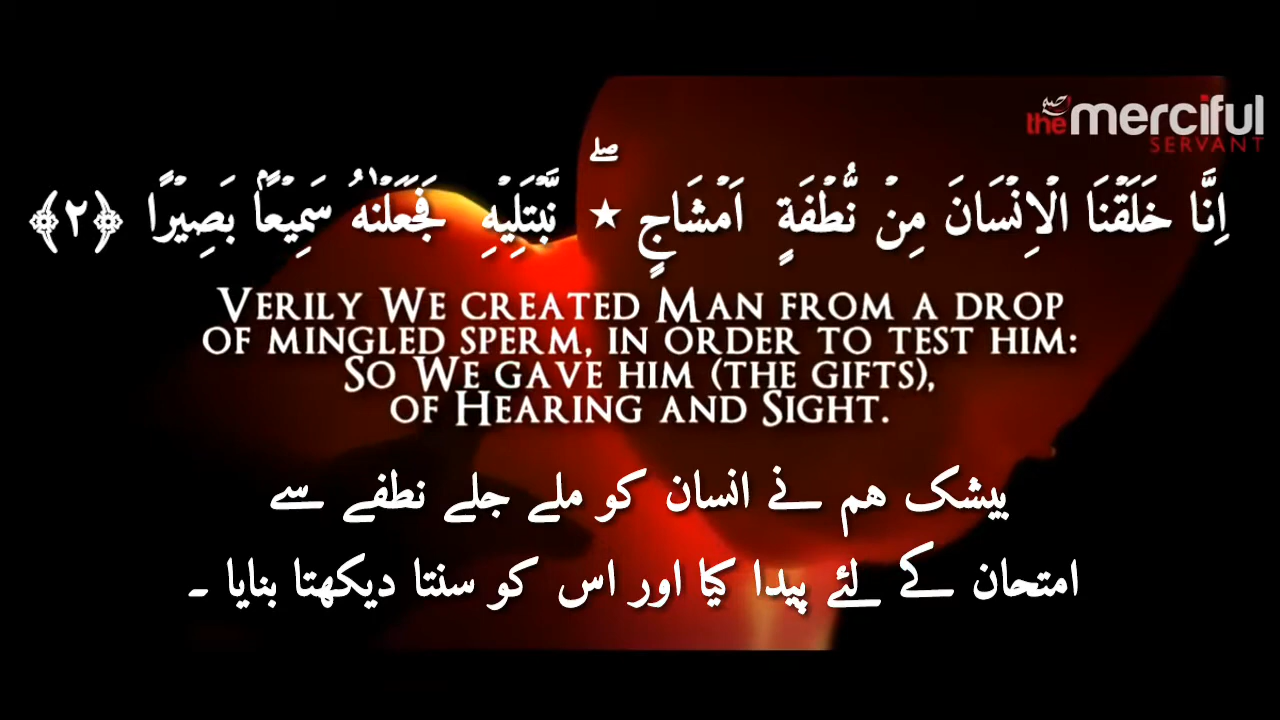 the merciful
SERVANT
اِنَّا خَلَقۡنَا الۡاِنۡسَانَ مِنۡ نُّطۡفَةٍ اَمۡشَاجٍ ۖ ★ نَّبۡتَلِيۡهِ فَجَعَلۡنٰهُ سَمِيۡعًاۢ بَصِيۡرًا ﴿۲﴾
VERILY WE CREATED MAN FROM A DROP
OF MINGLED SPERM, IN ORDER TO TEST HIM:
SO WE GAVE HIM (THE GIFTS),
OF HEARING AND SIGHT.
بیشک ہم نے انسان کو ملے جلے نطفے سے
امتحان کے لئے پیدا کیا اور اس کو سنتا دیکھتا بنایا ۔